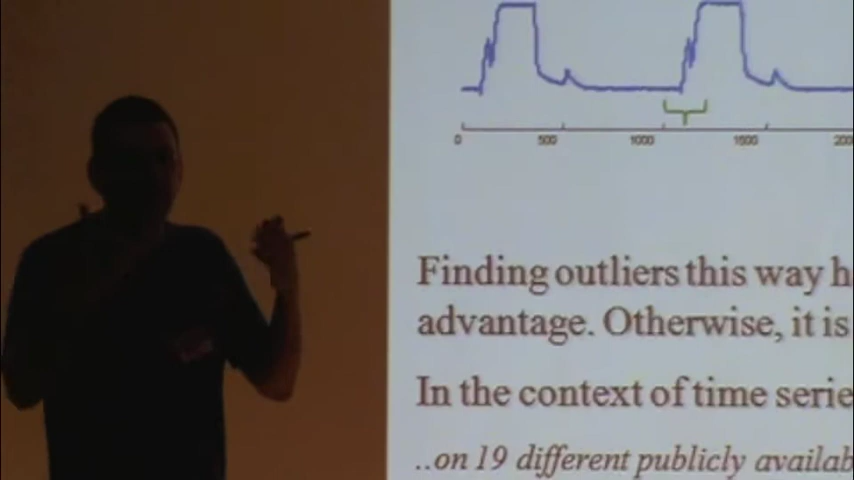 0 500 1000 1500 200
Finding outliers this way h
advantage. Otherwise, it is
In the context of time serie
..on 19 different publicly availab